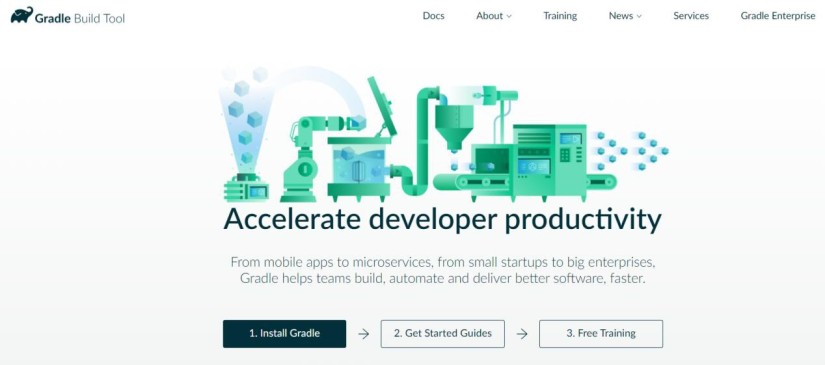 Gradle Build Tool
Docs
About
Training
News
Services
Gradle Enterprise
Accelerate developer productivity
From mobile apps to microservices, from small startups to big enterprises,
Gradle helps teams build, automate and deliver better software, faster.
1. Install Gradle
2. Get Started Guides
3. Free Training